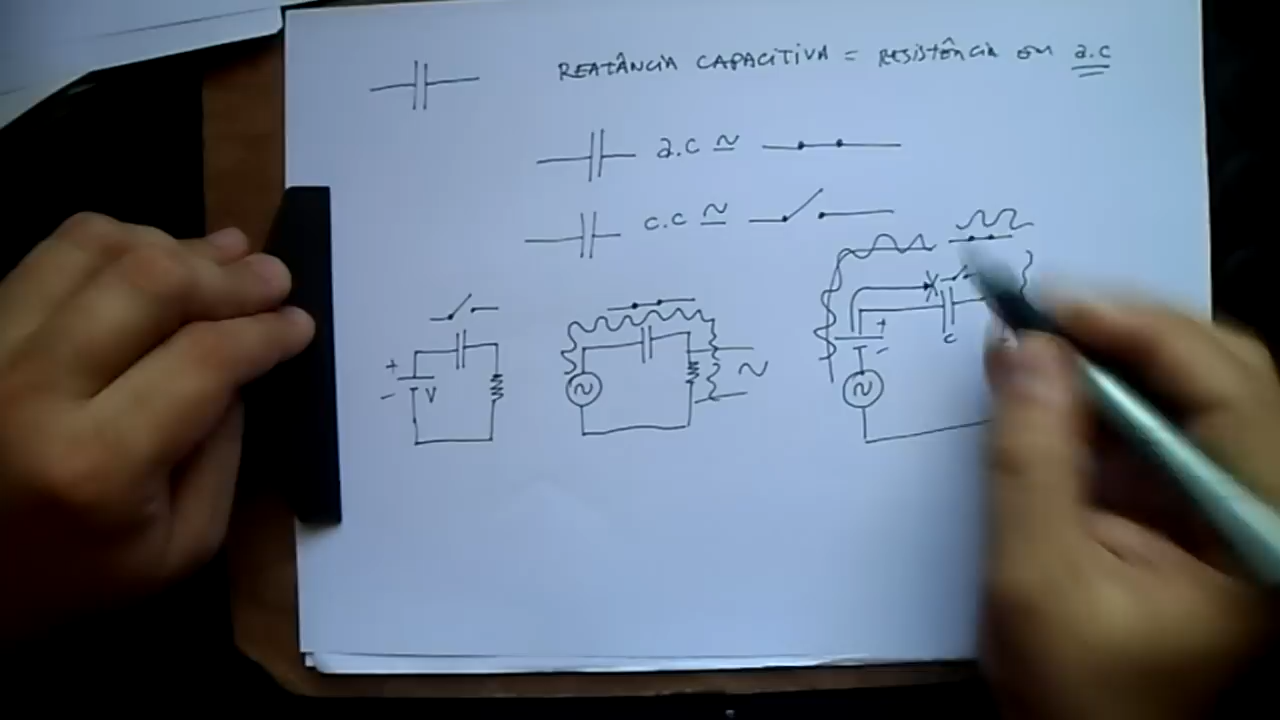 REATÂNCIA CAPACITIVA = RESISTÊNCIA EM a.c
a.c ≃
c.c ≃
+
- V
+
-
c